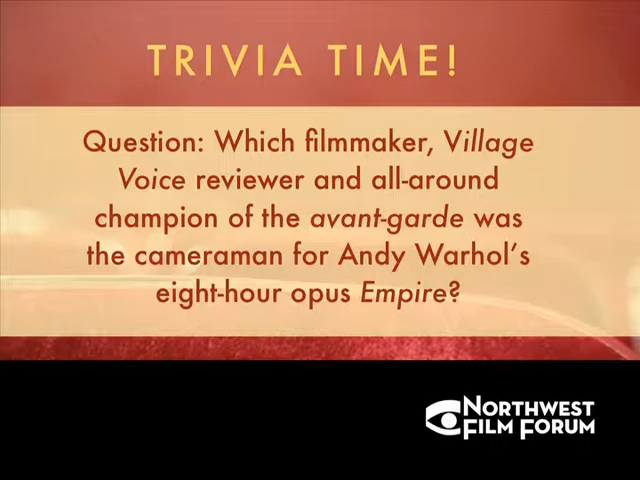 TRIVIA TIME!
Question: Which filmmaker, Village
Voice reviewer and all-around
champion of the avant-garde was
the cameraman for Andy Warhol's
eight-hour opus Empire?
NORTHWEST
FILM FORUM